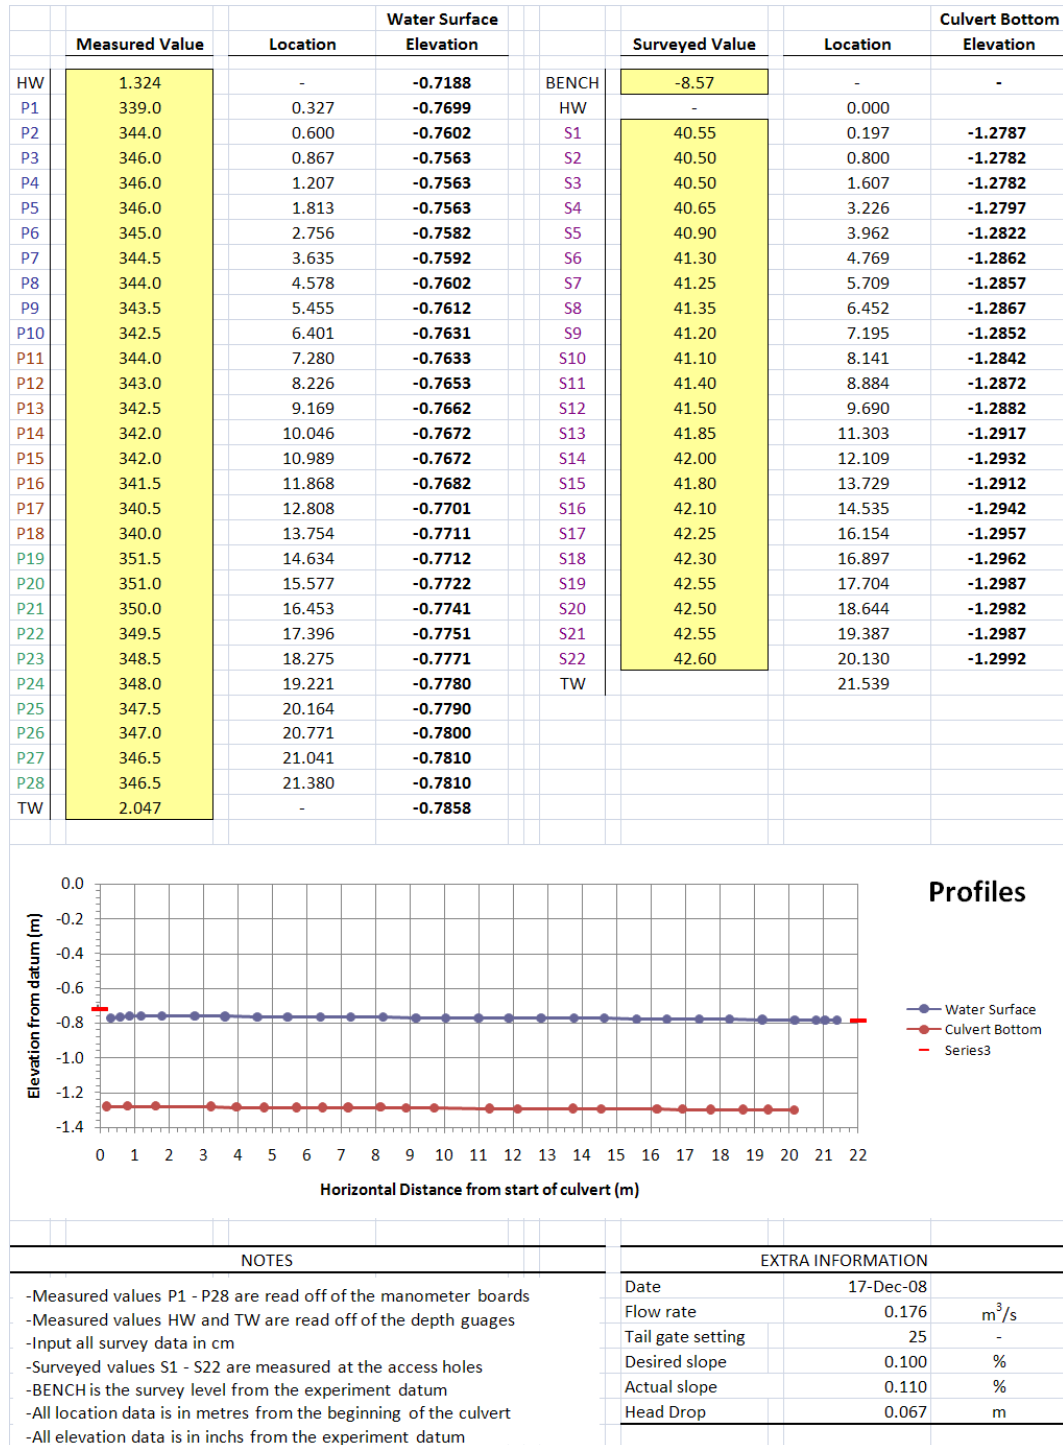 Water Surface Culvert Bottom
Measured Value Location Elevation Surveyed Value Location Elevation
HW 1.324 - -0.7188 BENCH -8.57 - -
P1 339.0 0.327 -0.7699 HW - 0.000
P2 344.0 0.600 -0.7602 S1 40.55 0.197 -1.2787
P3 346.0 0.867 -0.7563 S2 40.50 0.800 -1.2782
P4 346.0 1.207 -0.7563 S3 40.50 1.607 -1.2782
P5 346.0 1.813 -0.7563 S4 40.65 3.226 -1.2797
P6 345.0 2.756 -0.7582 S5 40.90 3.962 -1.2822
P7 344.5 3.635 -0.7592 S6 41.30 4.769 -1.2862
P8 344.0 4.578 -0.7602 S7 41.25 5.709 -1.2857
P9 343.5 5.455 -0.7612 S8 41.35 6.452 -1.2867
P10 342.5 6.401 -0.7631 S9 41.20 7.195 -1.2852
P11 344.0 7.280 -0.7633 S10 41.10 8.141 -1.2842
P12 343.0 8.226 -0.7653 S11 41.40 8.884 -1.2872
P13 342.5 9.169 -0.7662 S12 41.50 9.690 -1.2882
P14 342.0 10.046 -0.7672 S13 41.85 11.303 -1.2917
P15 342.0 10.989 -0.7672 S14 42.00 12.109 -1.2932
P16 341.5 11.868 -0.7682 S15 41.80 13.729 -1.2912
P17 340.5 12.808 -0.7701 S16 42.10 14.535 -1.2942
P18 340.0 13.754 -0.7711 S17 42.25 16.154 -1.2957
P19 351.5 14.634 -0.7712 S18 42.30 16.897 -1.2962
P20 351.0 15.577 -0.7722 S19 42.55 17.704 -1.2987
P21 350.0 16.453 -0.7741 S20 42.50 18.644 -1.2982
P22 349.5 17.396 -0.7751 S21 42.55 19.387 -1.2987
P23 348.5 18.275 -0.7771 S22 42.60 20.130 -1.2992
P24 348.0 19.221 -0.7780 TW 21.539
P25 347.5 20.164 -0.7790
P26 347.0 20.771 -0.7800
P27 346.5 21.041 -0.7810
P28 346.5 21.380 -0.7810
TW 2.047 - -0.7858
Profiles
Elevation from datum (m)
0.0
-0.2
-0.4
-0.6
-0.8
-1.0
-1.2
-1.4
0 1 2 3 4 5 6 7 8 9 10 11 12 13 14 15 16 17 18 19 20 21 22
Horizontal Distance from start of culvert (m)
Water Surface
Culvert Bottom
Series3
NOTES
-Measured values P1 - P28 are read off of the manometer boards
-Measured values HW and TW are read off of the depth guages
-Input all survey data in cm
-Surveyed values S1 - S22 are measured at the access holes
-BENCH is the survey level from the experiment datum
-All location data is in metres from the beginning of the culvert
-All elevation data is in inchs from the experiment datum
EXTRA INFORMATION
Date 17-Dec-08
Flow rate 0.176 m³/s
Tail gate setting 25 -
Desired slope 0.100 %
Actual slope 0.110 %
Head Drop 0.067 m